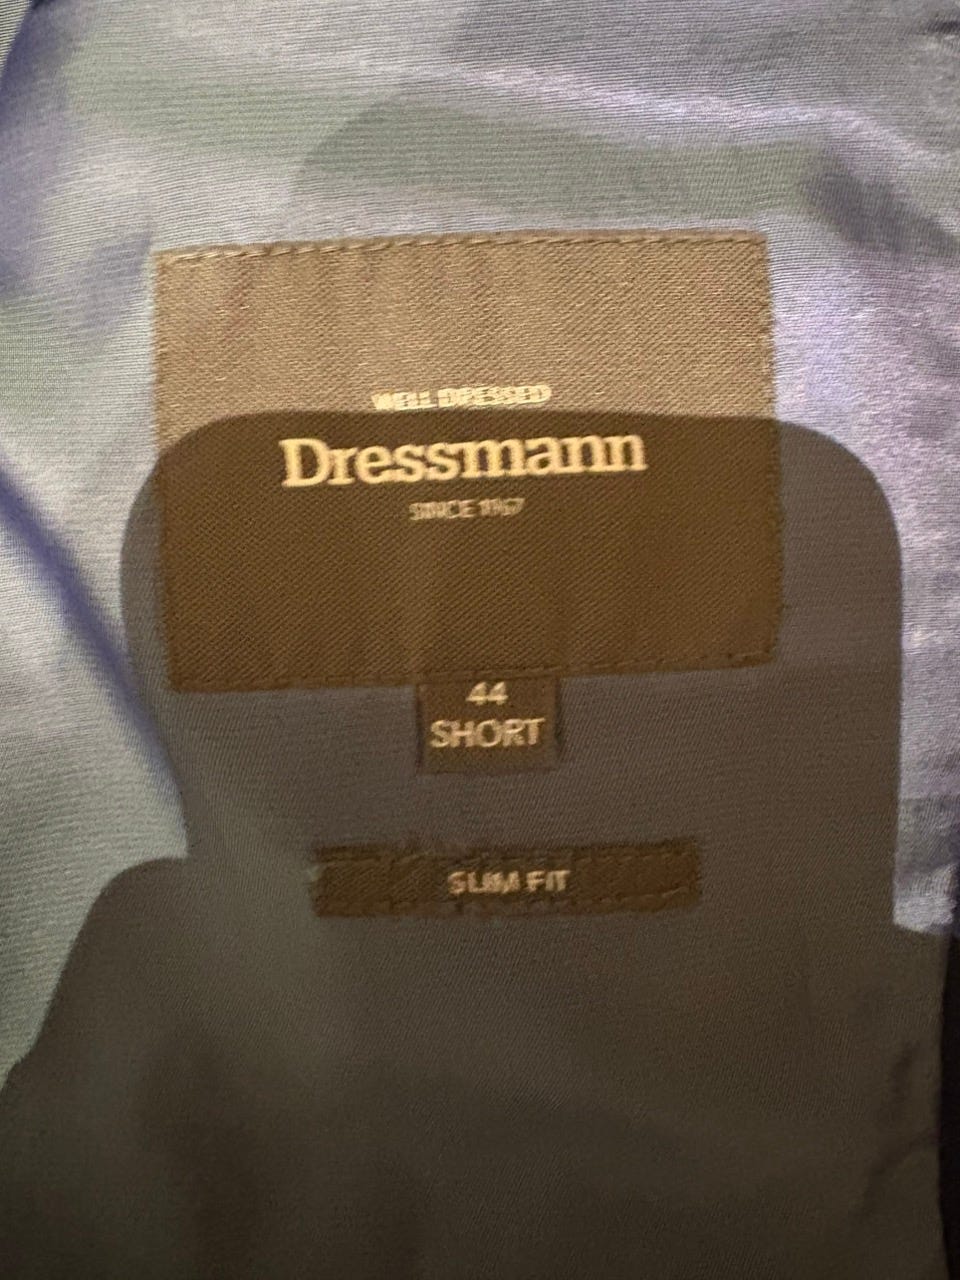 WELL DRESSED
Dressmann
SINCE 1967
44
SHORT
SLIM FIT